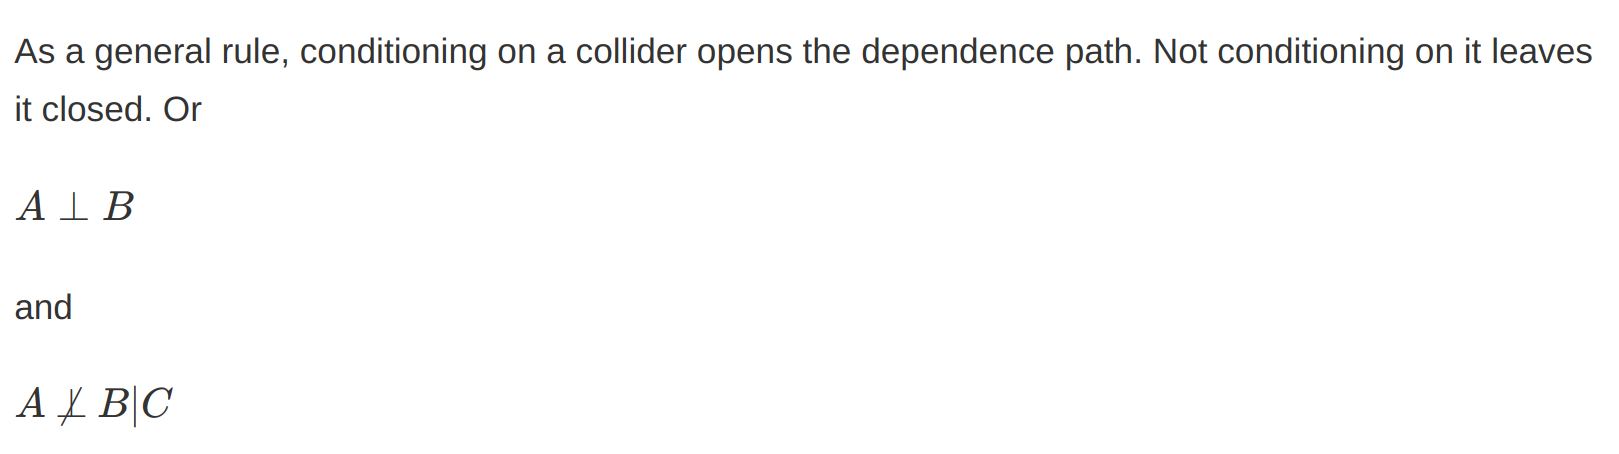 As a general rule, conditioning on a collider opens the dependence path. Not conditioning on it leaves
it closed. Or
A ⊥ B
and
A ⊥̸ B|C